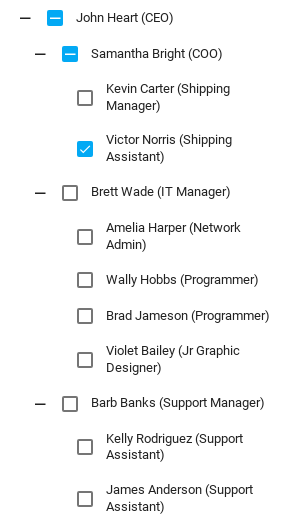 John Heart (CEO)
Samantha Bright (COO)
Kevin Carter (Shipping
Manager)
Victor Norris (Shipping
Assistant)
Brett Wade (IT Manager)
Amelia Harper (Network
Admin)
Wally Hobbs (Programmer)
Brad Jameson (Programmer)
Violet Bailey (Jr Graphic
Designer)
Barb Banks (Support Manager)
Kelly Rodriguez (Support
Assistant)
James Anderson (Support
Assistant)